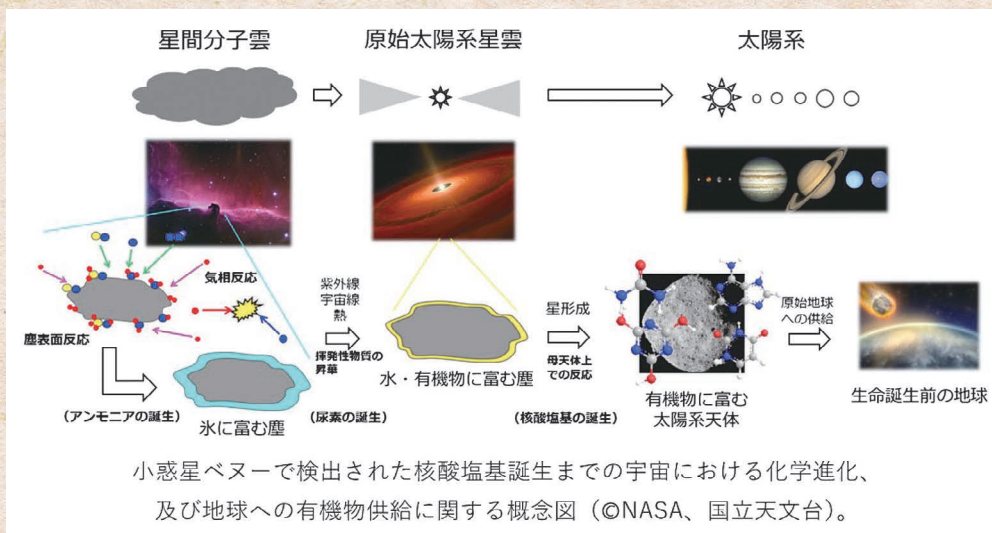 星間分子雲
原始太陽系星雲
太陽系
気相反応
塵表面反応
(アンモニアの誕生)
氷に富む塵
紫外線
宇宙線
熱
揮発性物質の
昇華
(尿素の誕生)
水・有機物に富む塵
星形成
母天体上
での反応
(核酸塩基の誕生)
有機物に富む
太陽系天体
原始地球
への供給
生命誕生前の地球
小惑星ベヌーで検出された核酸塩基誕生までの宇宙における化学進化、
及び地球への有機物供給に関する概念図（©NASA、国立天文台）。